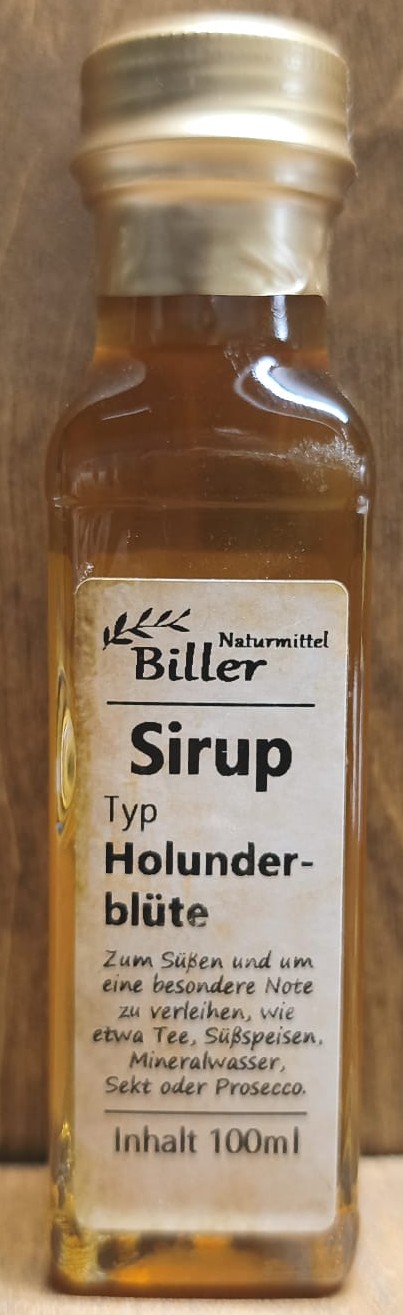 Naturmittel
Biller
Sirup
Typ
Holunder-
blüte
Zum Süßen und um
eine besondere Note
zu verleihen, wie
etwa Tee, Süßspeisen,
Mineralwasser,
Sekt oder Prosecco.
Inhalt 100ml